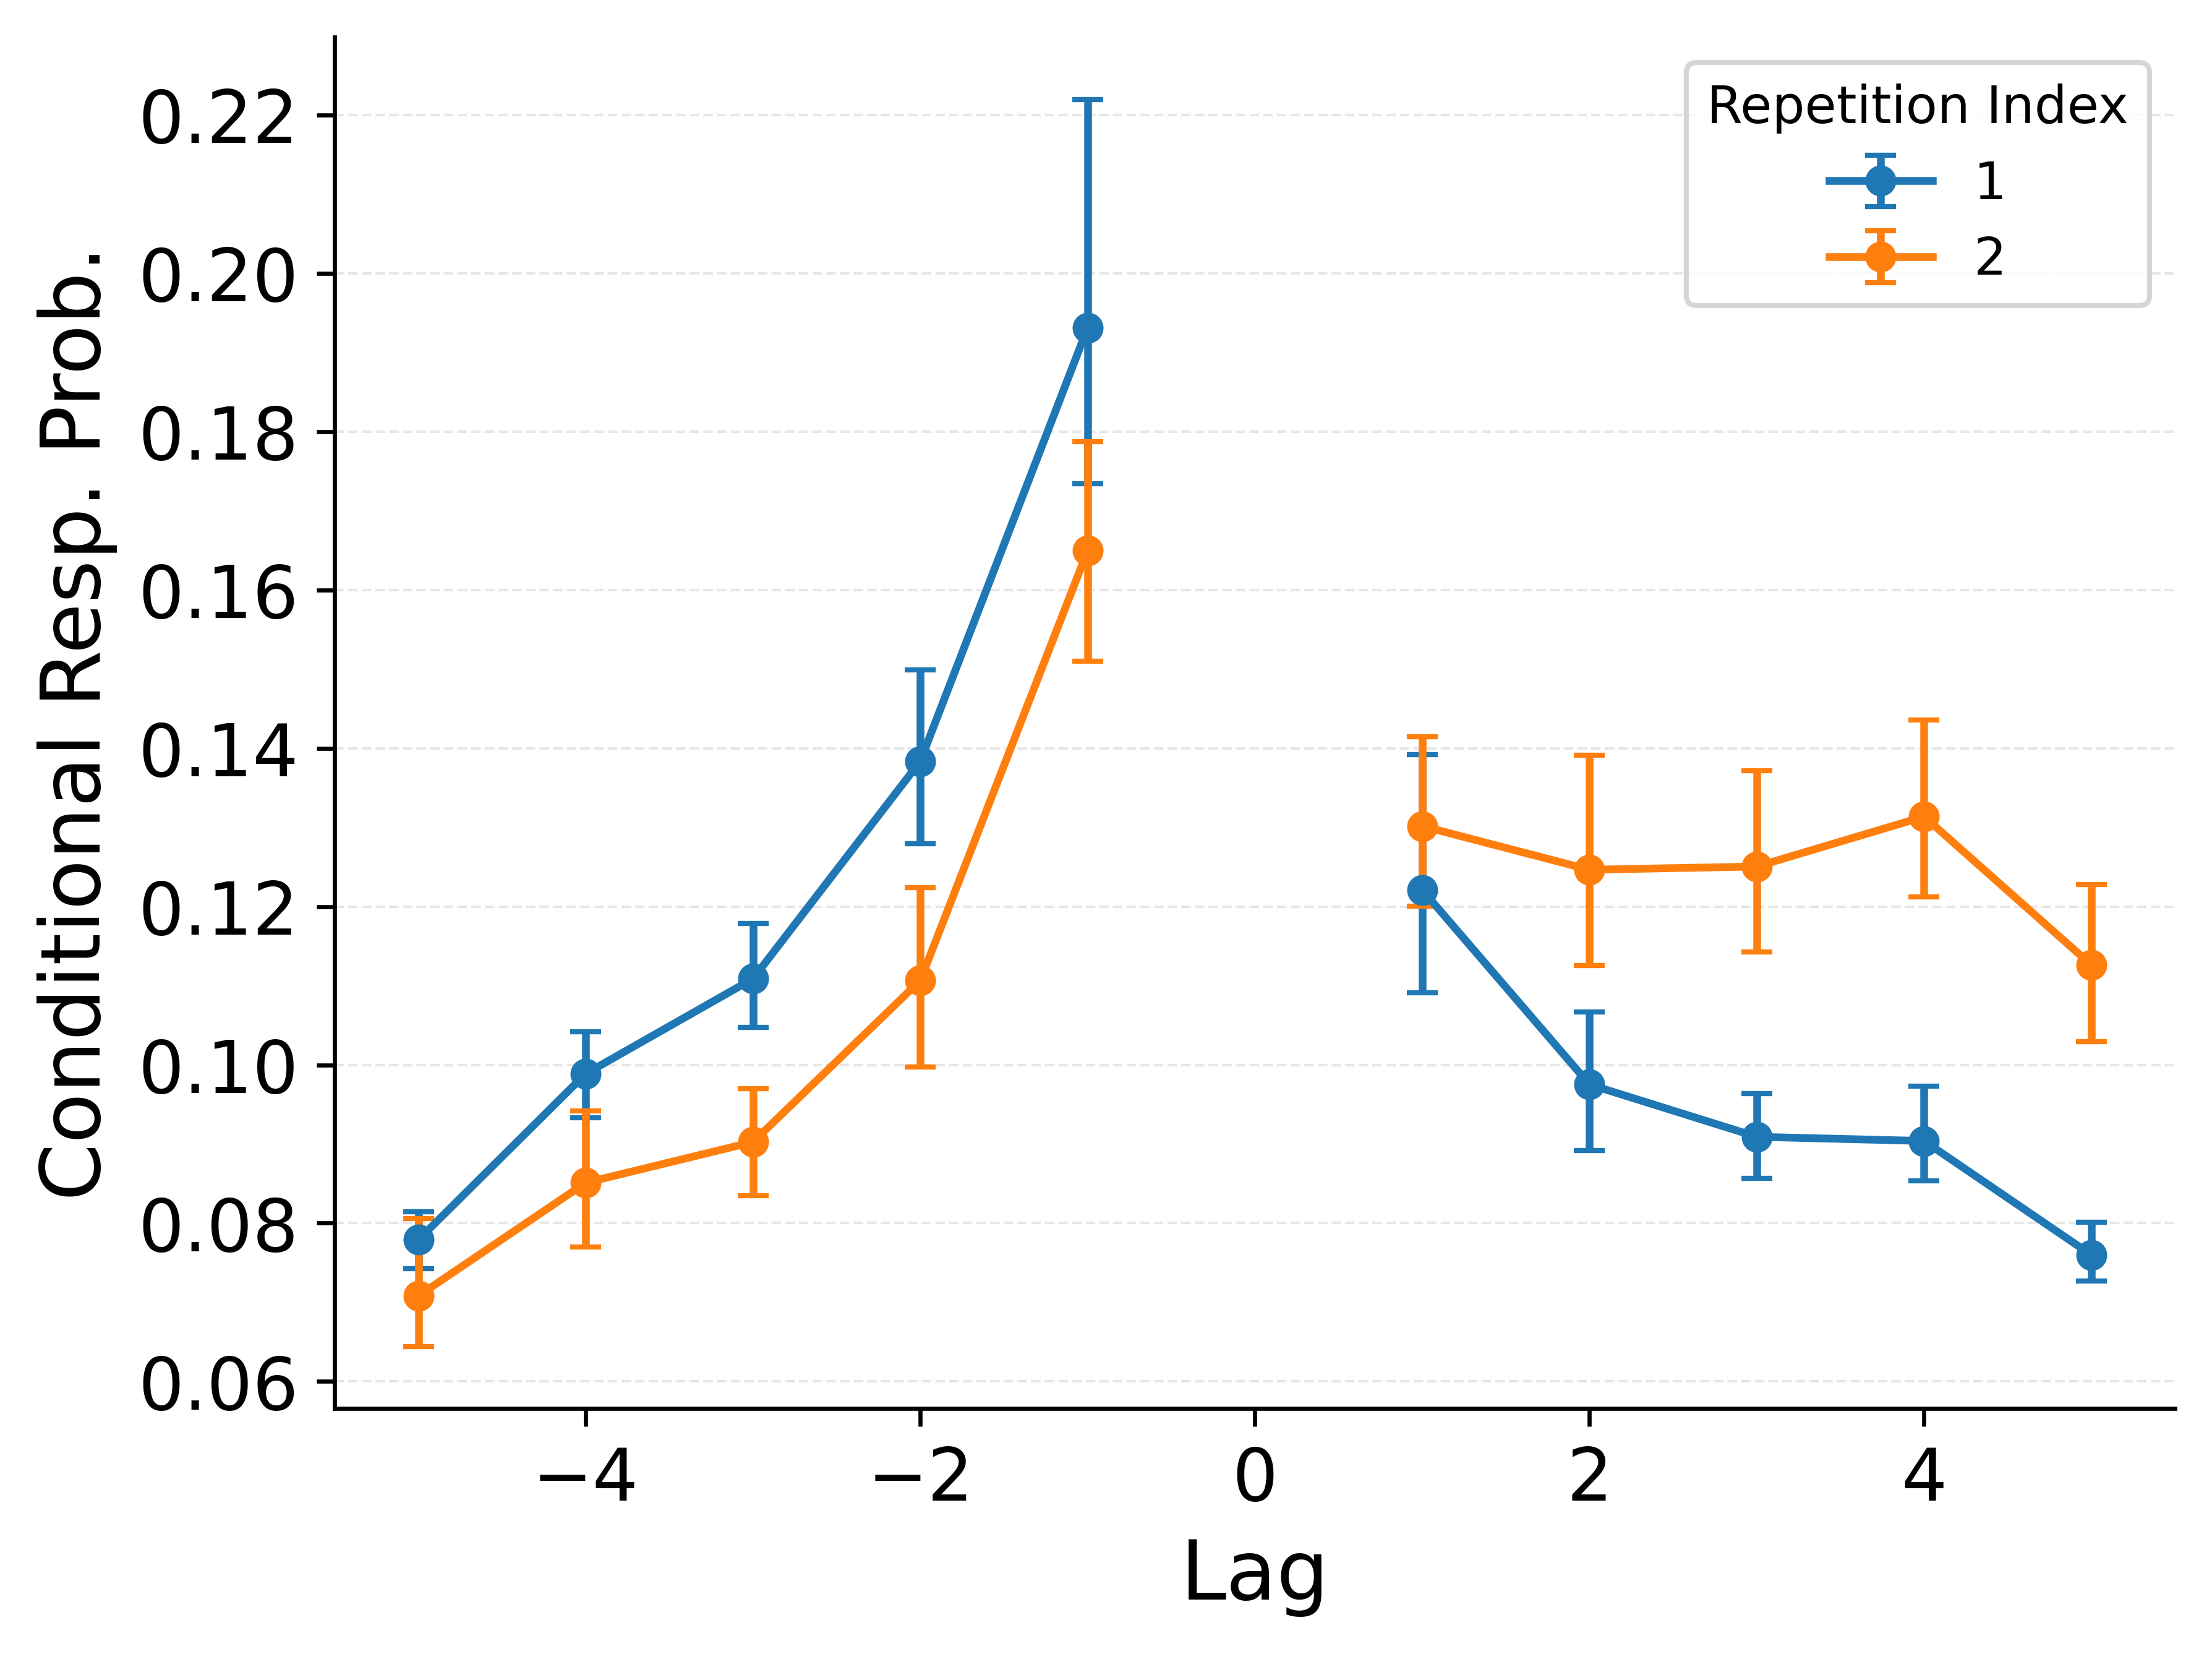 Conditional Resp. Prob.
0.22
0.20
0.18
0.16
0.14
0.12
0.10
0.08
0.06
Repetition Index
1
2
−4 −2 0 2 4
Lag